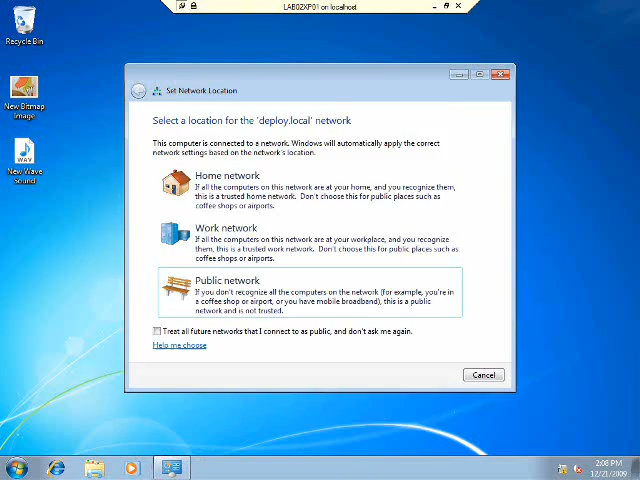 LAB02XP01 on localhost
Recycle Bin
New Bitmap
Image
WAV
New Wave
Sound
Set Network Location
Select a location for the 'deploy.local' network
This computer is connected to a network. Windows will automatically apply the correct
network settings based on the network's location.
Home network
If all the computers on this network are at your home, and you recognize them,
this is a trusted home network. Don't choose this for public places such as
coffee shops or airports.
Work network
If all the computers on this network are at your workplace, and you recognize
them, this is a trusted work network. Don't choose this for public places such as
coffee shops or airports.
Public network
If you don't recognize all the computers on the network (for example, you're in
a coffee shop or airport, or you have mobile broadband), this is a public
network and is not trusted.
Treat all future networks that I connect to as public, and don't ask me again.
Help me choose
Cancel
2:08 PM
12/21/2009